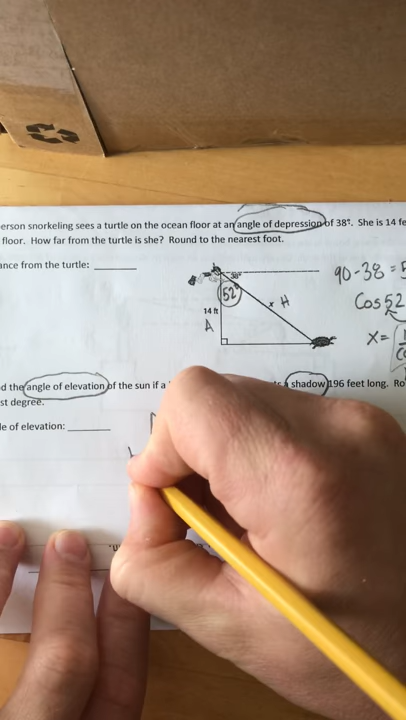 erson snorkeling sees a turtle on the ocean floor at an angle of depression of 38°. She is 14 fe
floor. How far from the turtle is she? Round to the nearest foot.
ance from the turtle: ________
38°
90-38 = 5
52°
x H
Cos 52
14 ft
A
X=
d the angle of elevation of the sun if a shadow 196 feet long. Ro
st degree.
le of elevation: ________